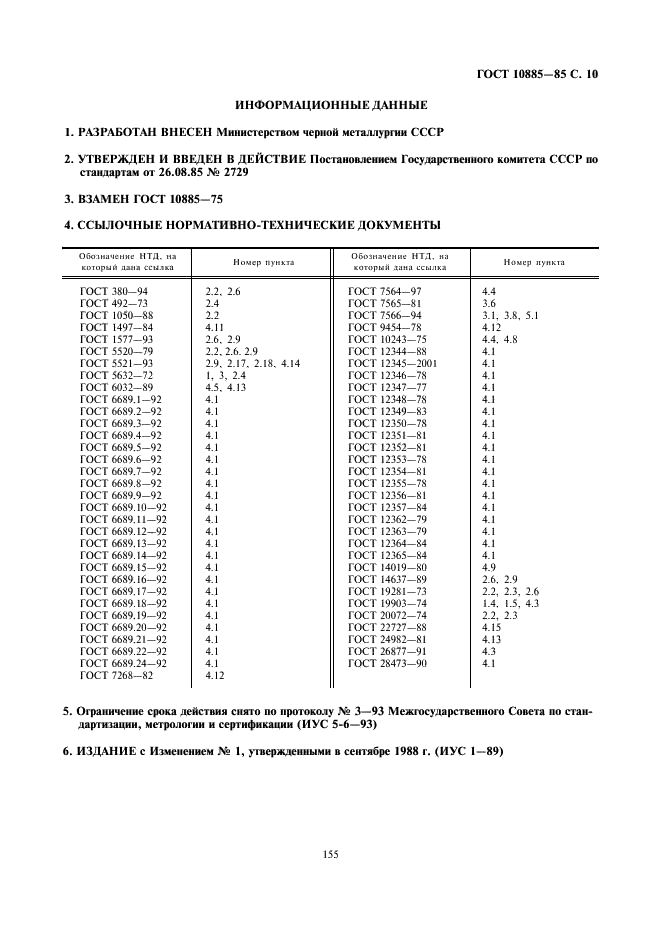 ГОСТ 10885—85 С. 10
ИНФОРМАЦИОННЫЕ ДАННЫЕ
1. РАЗРАБОТАН ВНЕСЕН Министерством черной металлургии СССР
2. УТВЕРЖДЕН И ВВЕДЕН В ДЕЙСТВИЕ Постановлением Государственного комитета СССР по
стандартам от 26.08.85 № 2729
3. ВЗАМЕН ГОСТ 10885—75
4. ССЫЛОЧНЫЕ НОРМАТИВНО-ТЕХНИЧЕСКИЕ ДОКУМЕНТЫ
Обозначение НТД, на который дана ссылка
Номер пункта
Обозначение НТД, на который дана ссылка
Номер пункта
ГОСТ 380—94 2.2, 2.6
ГОСТ 492—73 2.4
ГОСТ 1050—88 2.2
ГОСТ 1497—84 4.11
ГОСТ 1577—93 2.6, 2.9
ГОСТ 5520—79 2.2, 2.6. 2.9
ГОСТ 5521—93 2.9, 2.17, 2.18, 4.14
ГОСТ 5632—72 1, 3, 2.4
ГОСТ 6032—89 4.5, 4.13
ГОСТ 6689.1—92 4.1
ГОСТ 6689.2—92 4.1
ГОСТ 6689.3—92 4.1
ГОСТ 6689.4—92 4.1
ГОСТ 6689.5—92 4.1
ГОСТ 6689.6—92 4.1
ГОСТ 6689.7—92 4.1
ГОСТ 6689.8—92 4.1
ГОСТ 6689.9—92 4.1
ГОСТ 6689.10—92 4.1
ГОСТ 6689.11—92 4.1
ГОСТ 6689.12—92 4.1
ГОСТ 6689.13—92 4.1
ГОСТ 6689.14—92 4.1
ГОСТ 6689.15—92 4.1
ГОСТ 6689.16—92 4.1
ГОСТ 6689.17—92 4.1
ГОСТ 6689.18—92 4.1
ГОСТ 6689.19—92 4.1
ГОСТ 6689.20—92 4.1
ГОСТ 6689.21—92 4.1
ГОСТ 6689.22—92 4.1
ГОСТ 6689.24—92 4.1
ГОСТ 7268—82 4.12
ГОСТ 7564—97 4.4
ГОСТ 7565—81 3.6
ГОСТ 7566—94 3.1, 3.8, 5.1
ГОСТ 9454—78 4.12
ГОСТ 10243—75 4.4, 4.8
ГОСТ 12344—88 4.1
ГОСТ 12345—2001 4.1
ГОСТ 12346—78 4.1
ГОСТ 12347—77 4.1
ГОСТ 12348—78 4.1
ГОСТ 12349—83 4.1
ГОСТ 12350—78 4.1
ГОСТ 12351—81 4.1
ГОСТ 12352—81 4.1
ГОСТ 12353—78 4.1
ГОСТ 12354—81 4.1
ГОСТ 12355—78 4.1
ГОСТ 12356—81 4.1
ГОСТ 12357—84 4.1
ГОСТ 12362—79 4.1
ГОСТ 12363—79 4.1
ГОСТ 12364—84 4.1
ГОСТ 12365—84 4.1
ГОСТ 14019—80 4.9
ГОСТ 14637—89 2.6, 2.9
ГОСТ 19281—73 2.2, 2.3, 2.6
ГОСТ 19903—74 1.4, 1.5, 4.3
ГОСТ 20072—74 2.2, 2.3
ГОСТ 22727—88 4.15
ГОСТ 24982—81 4.13
ГОСТ 26877—91 4.3
ГОСТ 28473—90 4.1
5. Ограничение срока действия снято по протоколу № 3—93 Межгосударственного Совета по стан-
дартизации, метрологии и сертификации (ИУС 5-6—93)
6. ИЗДАНИЕ с Изменением № 1, утвержденными в сентябре 1988 г. (ИУС 1—89)
155